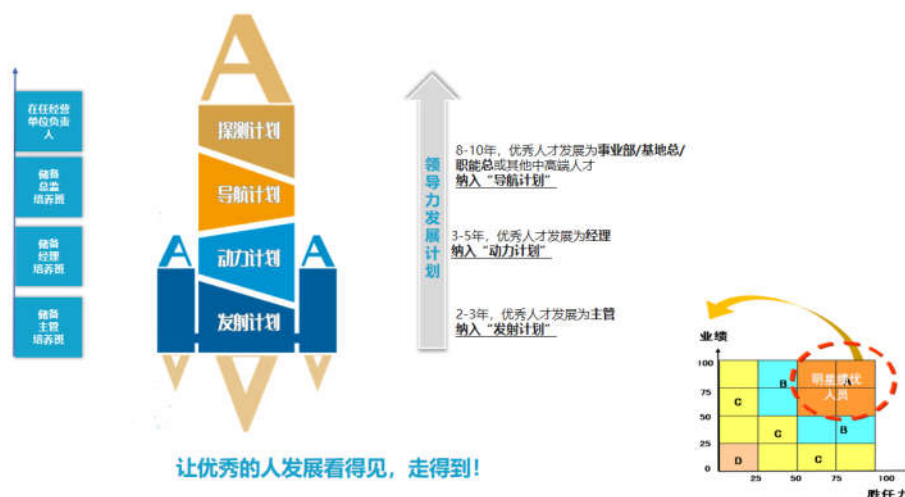 在任经营
单位负责
人
储备
总监
培养班
储备
经理
培养班
储备
主管
培养班
A
探测计划
导航计划
A
动力计划
A
发射计划
领导力发展计划
8-10年，优秀人才发展为事业部/基地总/
职能总或其他中高端人才
纳入“导航计划”
3-5年，优秀人才发展为经理
纳入“动力计划”
2-3年，优秀人才发展为主管
纳入“发射计划”
业绩
100
75
50
25
0
B
A
明星绩优
人员
C
C
B
D
C
25
50
75
100
胜任力
让优秀的人发展看得见，走得到！